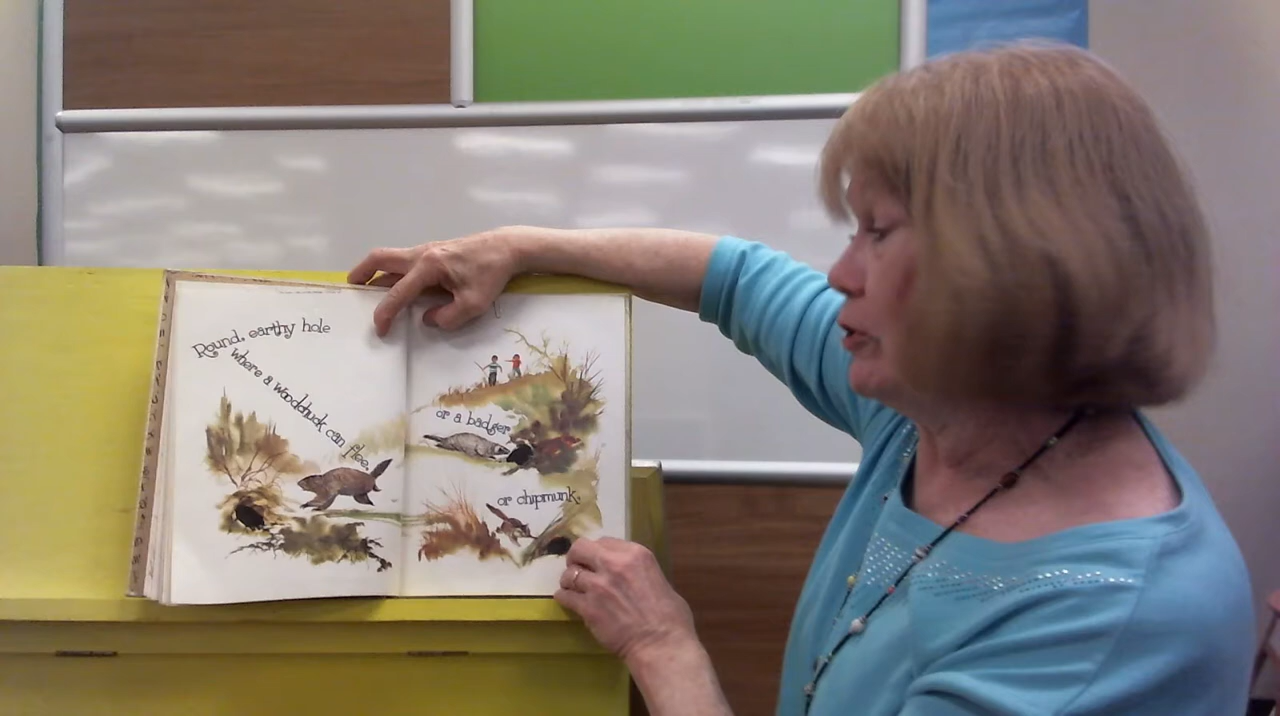 Round, earthy hole
where a woodchuck can flee,
or a badger
or chipmunk,